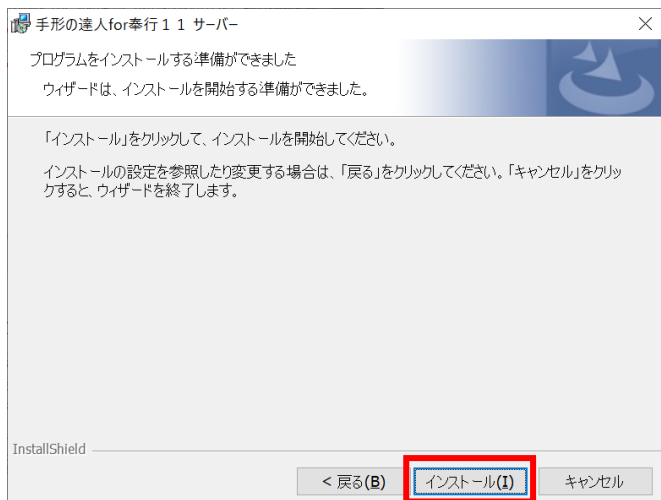 手形の達人for奉行１１ サーバー
プログラムをインストールする準備ができました
ウィザードは、インストールを開始する準備ができました。
「インストール」をクリックして、インストールを開始してください。
インストールの設定を参照したり変更する場合は、「戻る」をクリックしてください。「キャンセル」をクリッ
クすると、ウィザードを終了します。
InstallShield
< 戻る(B)
インストール(I)
キャンセル